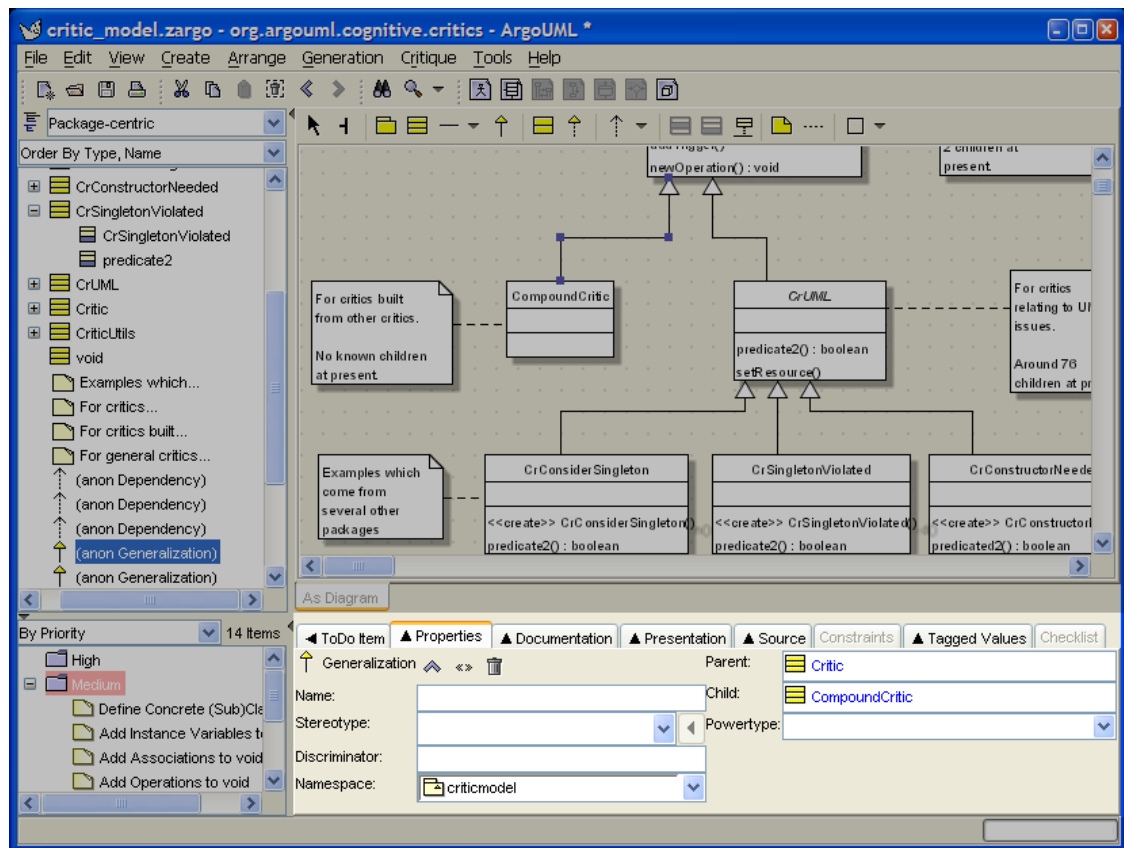 critic_model.zargo - org.argouml.cognitive.critics - ArgoUML *
File Edit View Create Arrange Generation Critique Tools Help
Package-centric
Order By Type, Name
CrConstructorNeeded
CrSingletonViolated
CrSingletonViolated
predicate2
CrUML
Critic
CriticUtils
void
Examples which...
For critics...
For critics built...
For general critics...
(anon Dependency)
(anon Dependency)
(anon Dependency)
(anon Generalization)
(anon Generalization)
newOperation() : void
2 children at
present.
For critics built
from other critics.
No known children
at present.
CompoundCritic
CrUML
predicate2() : boolean
setResource()
For critics
relating to UM
issues.
Around 76
children at pr
Examples which
come from
several other
packages
CrConsiderSingleton
<<create>> CrConsiderSingleton()
predicate2() : boolean
CrSingletonViolated
<<create>> CrSingletonViolated()
predicate2() : boolean
CrConstructorNeede
<<create>> CrConstructorI
predicated2() : boolean
As Diagram
By Priority 14 Items
High
Medium
Define Concrete (Sub)Cla
Add Instance Variables to
Add Associations to void
Add Operations to void
ToDo Item Properties Documentation Presentation Source Constraints Tagged Values Checklist
Generalization
Name:
Stereotype:
Discriminator:
Namespace: criticmodel
Parent: Critic
Child: CompoundCritic
Powertype: